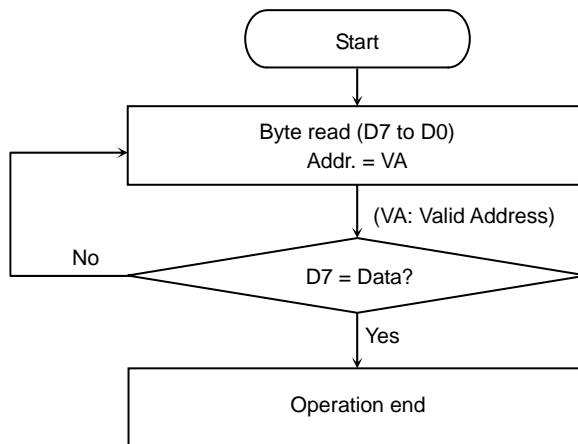 Start
Byte read (D7 to D0)
Addr. = VA
(VA: Valid Address)
No
D7 = Data?
Yes
Operation end